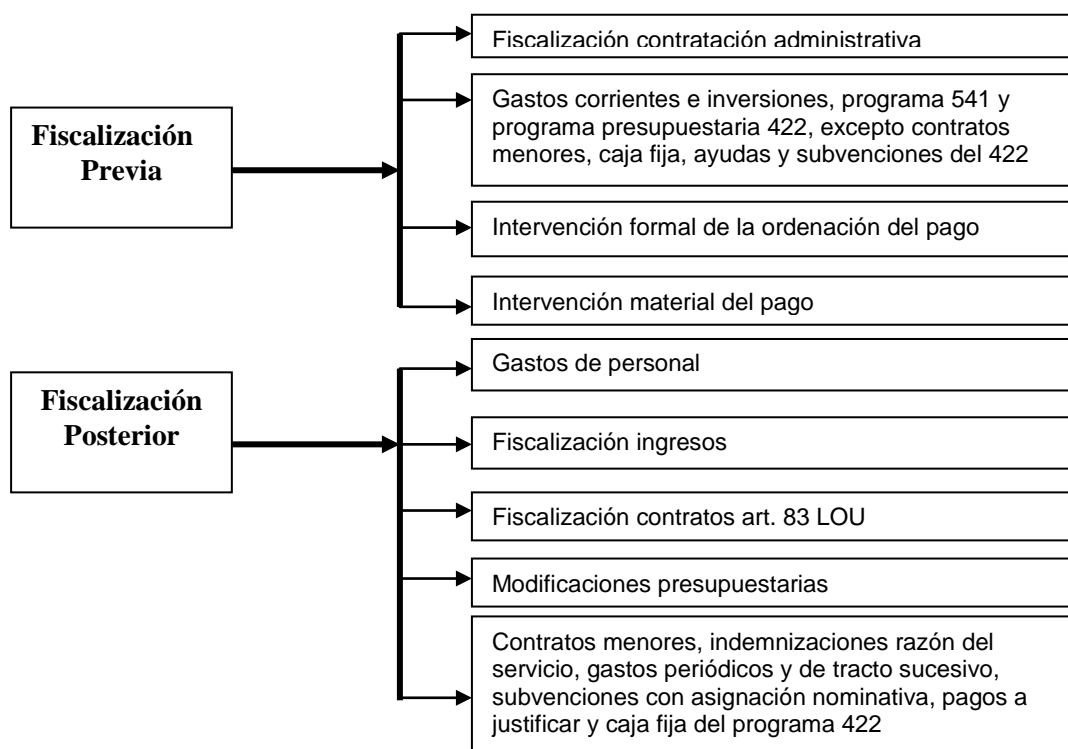 Fiscalización contratación administrativa
Fiscalización
Previa
Gastos corrientes e inversiones, programa 541 y
programa presupuestaria 422, excepto contratos
menores, caja fija, ayudas y subvenciones del 422
Intervención formal de la ordenación del pago
Intervención material del pago
Fiscalización
Posterior
Gastos de personal
Fiscalización ingresos
Fiscalización contratos art. 83 LOU
Modificaciones presupuestarias
Contratos menores, indemnizaciones razón del
servicio, gastos periódicos y de tracto sucesivo,
subvenciones con asignación nominativa, pagos a
justificar y caja fija del programa 422